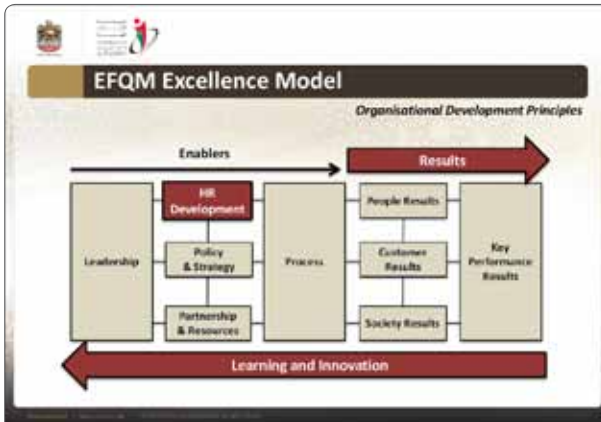 EFQM Excellence Model
Organisational Development Principles
Enablers
Results
HR
Development
People Results
Leadership
Policy
& Strategy
Process
Customer
Results
Key
Performance
Results
Partnership
& Resources
Society Results
Learning and Innovation